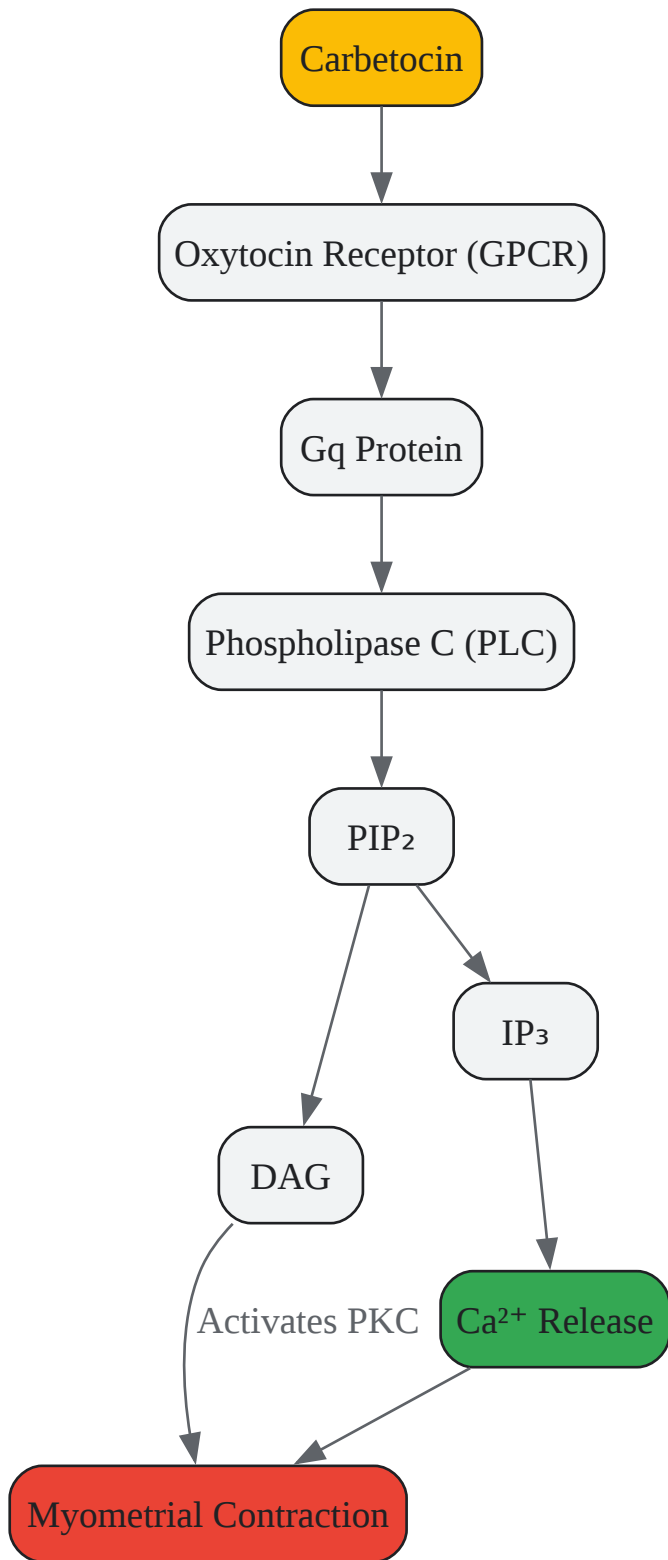 Carbetocin
Oxytocin Receptor (GPCR)
Gq Protein
Phospholipase C (PLC)
PIP₂
IP₃
DAG
Activates PKC
Ca²⁺ Release
Myometrial Contraction